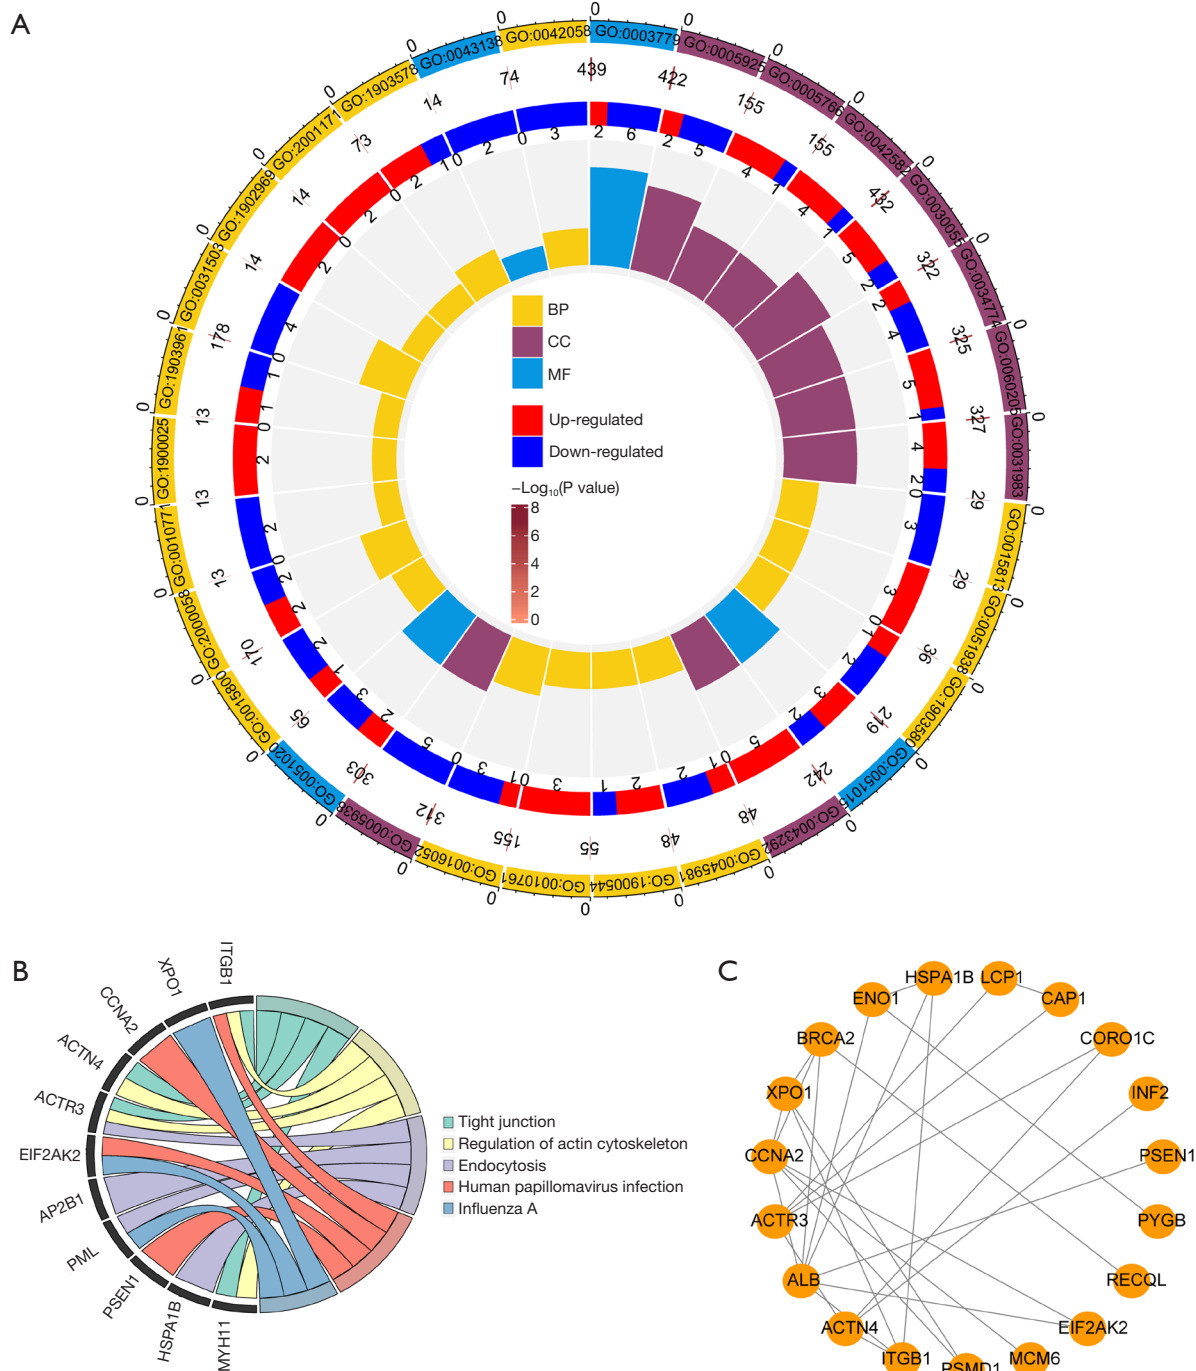 A
GO:0003779
GO:0005925
GO:0005766
GO:0042582
GO:0030055
GO:0034774
GO:0060205
GO:0031983
GO:0015813
GO:0051938
GO:1903580
GO:0051015
GO:0043292
GO:0045981
GO:1900544
GO:0010761
GO:0016052
GO:0005938
GO:0051020
GO:0015800
GO:2000058
GO:0010771
GO:1900025
GO:1903961
GO:0031503
GO:1902969
GO:2001171
GO:1903578
GO:0043138
GO:0042058
439
422
155
155
432
322
325
327
29
29
36
219
242
48
48
55
155
312
303
65
170
13
13
13
178
14
14
73
14
74
BP
CC
MF
Up-regulated
Down-regulated
−Log10(P value)
8
6
4
2
0
B
ITGB1
XPO1
CCNA2
ACTN4
ACTR3
EIF2AK2
AP2B1
PML
PSEN1
HSPA1B
MYH11
Tight junction
Regulation of actin cytoskeleton
Endocytosis
Human papillomavirus infection
Influenza A
C
HSPA1B
LCP1
ENO1
CAP1
BRCA2
CORO1C
XPO1
INF2
CCNA2
PSEN1
ACTR3
PYGB
ALB
RECQL
ACTN4
EIF2AK2
ITGB1
MCM6
PSMD1